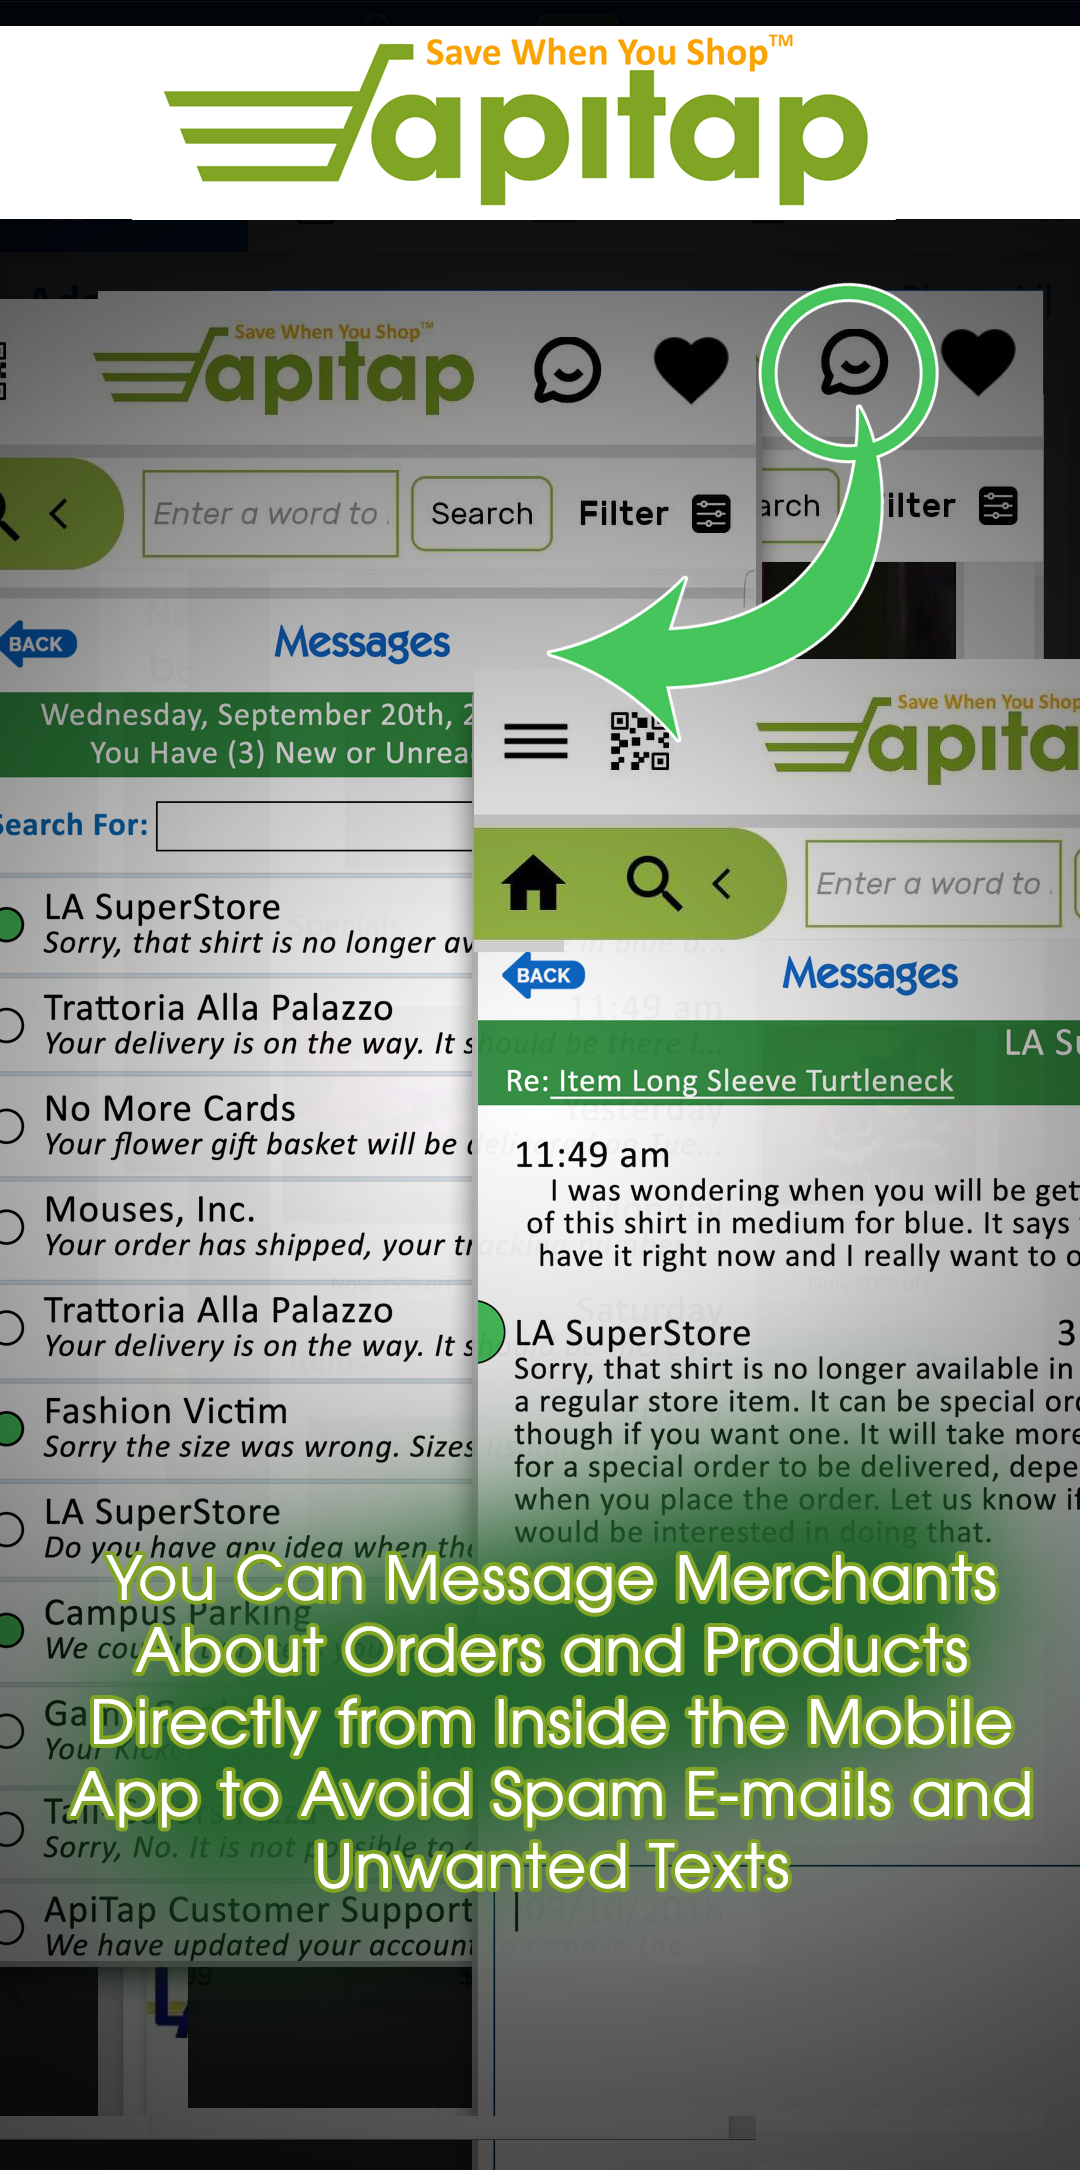 Save When You Shop™
apitap
Save When You Shop™
apitap
Enter a word to
Search
Filter
arch
ilter
BACK
Messages
Wednesday, September 20th, 2
You Have (3) New or Unrea
Search For:
LA SuperStore
Sorry, that shirt is no longer av
Trattoria Alla Palazzo
Your delivery is on the way. It s
No More Cards
Your flower gift basket will be
Mouses, Inc.
Your order has shipped, your tr
Trattoria Alla Palazzo
Your delivery is on the way. It s
Fashion Victim
Sorry the size was wrong. Sizes
LA SuperStore
Do you have any idea when the
Campus Parking
We cou
Your Kick
Sorry, No. It is not possible to
ApiTap Customer Support
We have updated your account
Save When You Shop
apita
Enter a word to .
BACK
Messages
LA Su
Re: Item Long Sleeve Turtleneck
11:49 am
I was wondering when you will be get
of this shirt in medium for blue. It says
have it right now and I really want to o
LA SuperStore 3
Sorry, that shirt is no longer available in
a regular store item. It can be special ord
though if you want one. It will take more
for a special order to be delivered, depe
when you place the order. Let us know if
would be interested in doing that.
You Can Message Merchants
About Orders and Products
Directly from Inside the Mobile
App to Avoid Spam E-mails and
Unwanted Texts